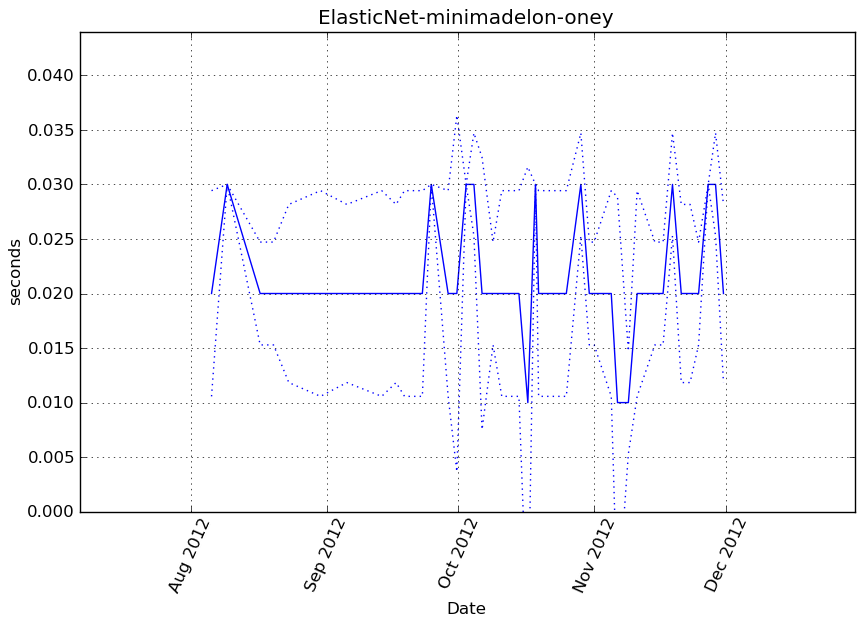 ElasticNet-minimadelon-oney
0.040
0.035
0.030
0.025
0.020
0.015
0.010
0.005
0.000
seconds
Aug 2012
Sep 2012
Oct 2012
Nov 2012
Dec 2012
Date